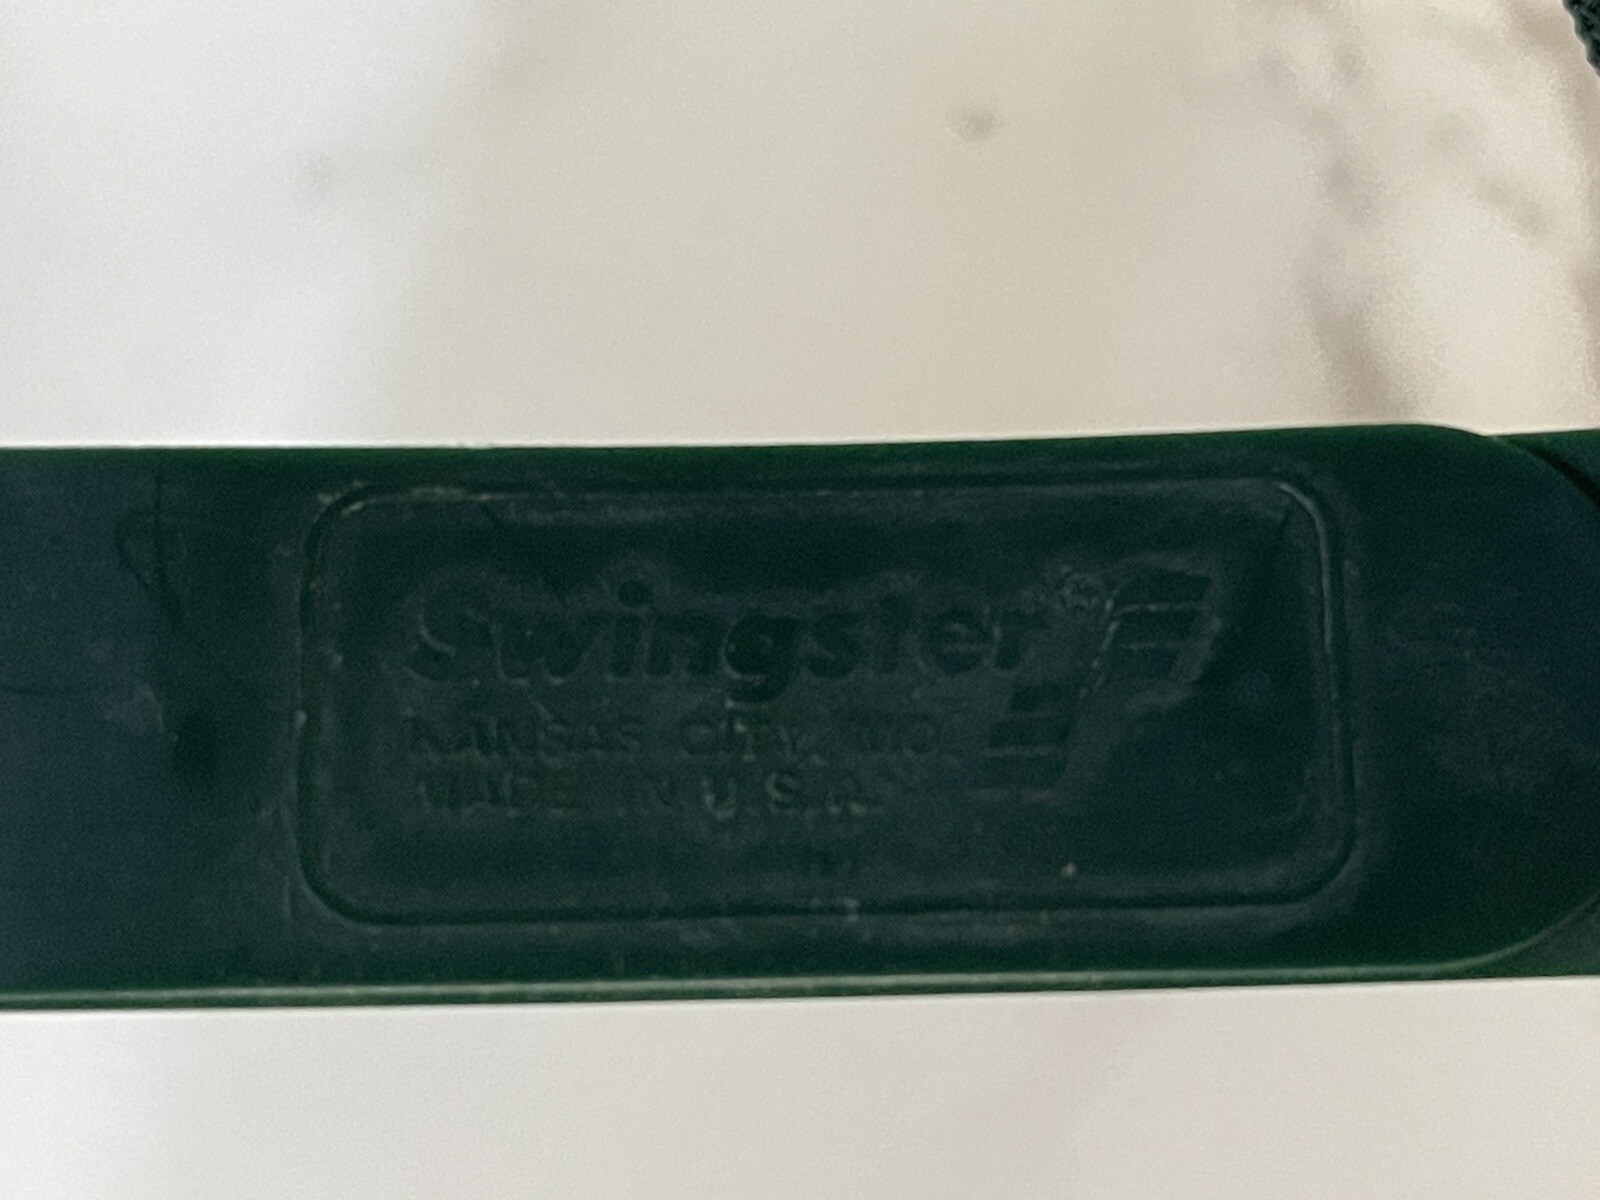 Swingster®
KANSAS CITY, MO.
MADE IN U.S.A.